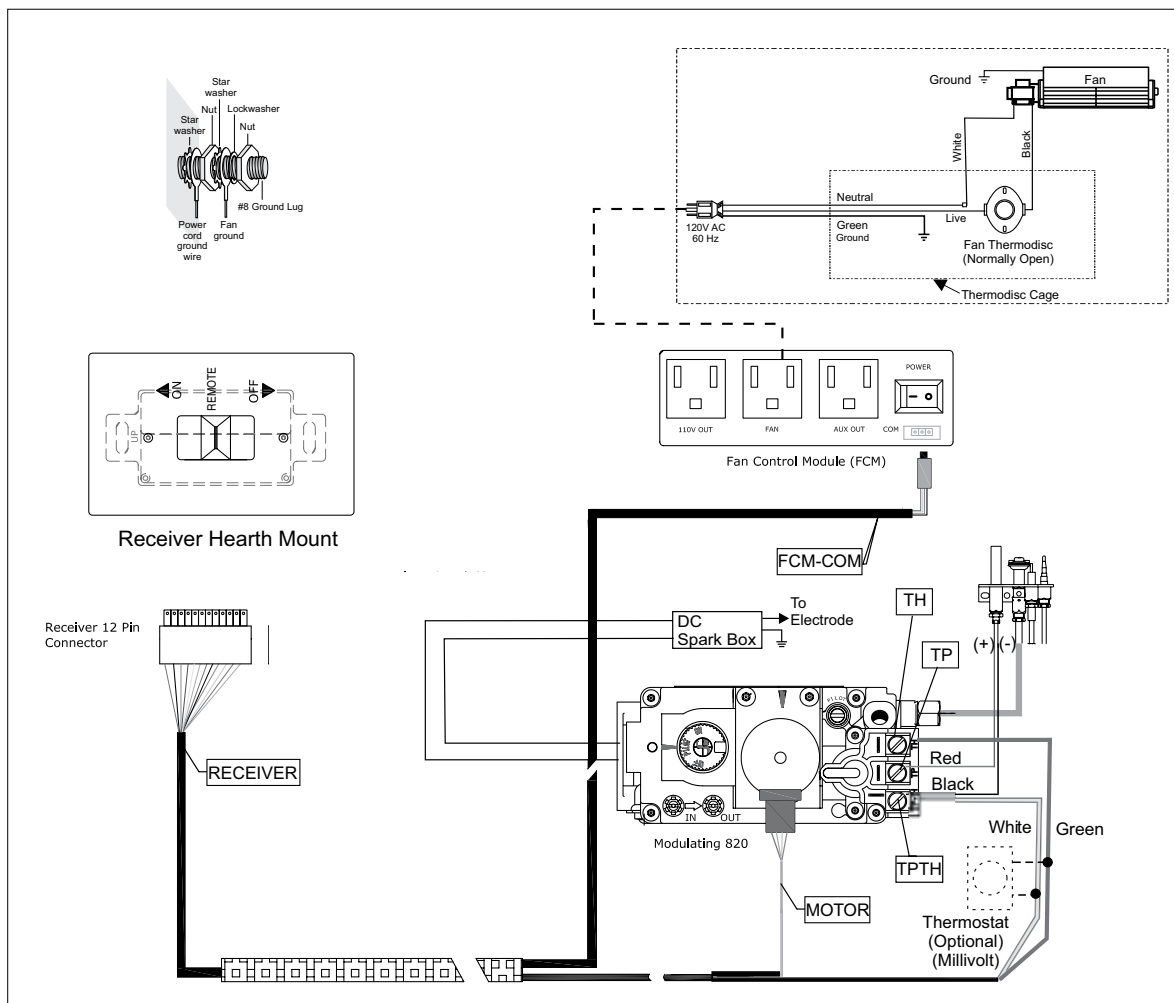 Star
washer
Nut
Lockwasher
Star
washer
Nut
#8 Ground Lug
Power
cord
ground
wire
Fan
ground
Ground
Fan
White
Black
Neutral
Live
Green
Ground
120V AC
60 Hz
Fan Thermodisc
(Normally Open)
Thermodisc Cage
ON
REMOTE
OFF
UP
Receiver Hearth Mount
POWER
110V OUT
FAN
AUX OUT
COM
Fan Control Module (FCM)
FCM-COM
Receiver 12 Pin
Connector
RECEIVER
DC
Spark Box
To
Electrode
TH
TP
(+)
(-)
PILOT
Red
Black
IN
OUT
Modulating 820
White
Green
TPTH
MOTOR
Thermostat
(Optional)
(Millivolt)